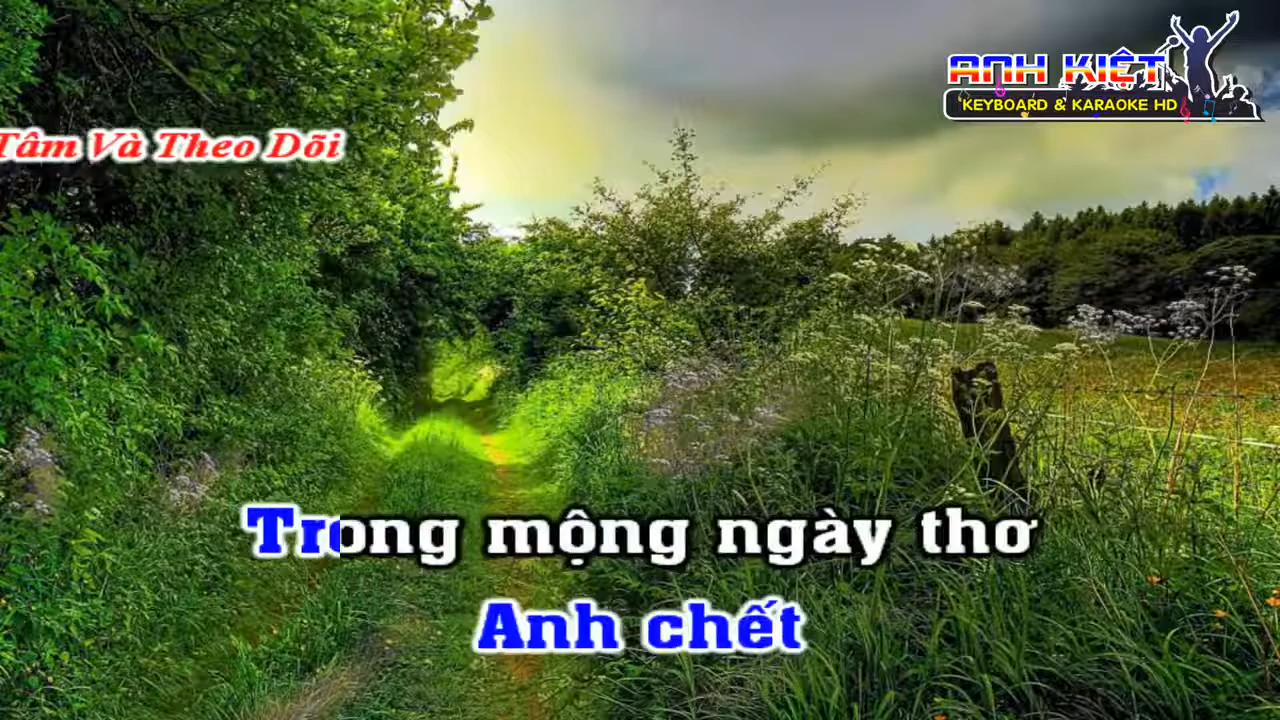 ANH KIỆT
KEYBOARD & KARAOKE HD
Tâm Và Theo Dõi
Trong mộng ngày thơ
Anh chết